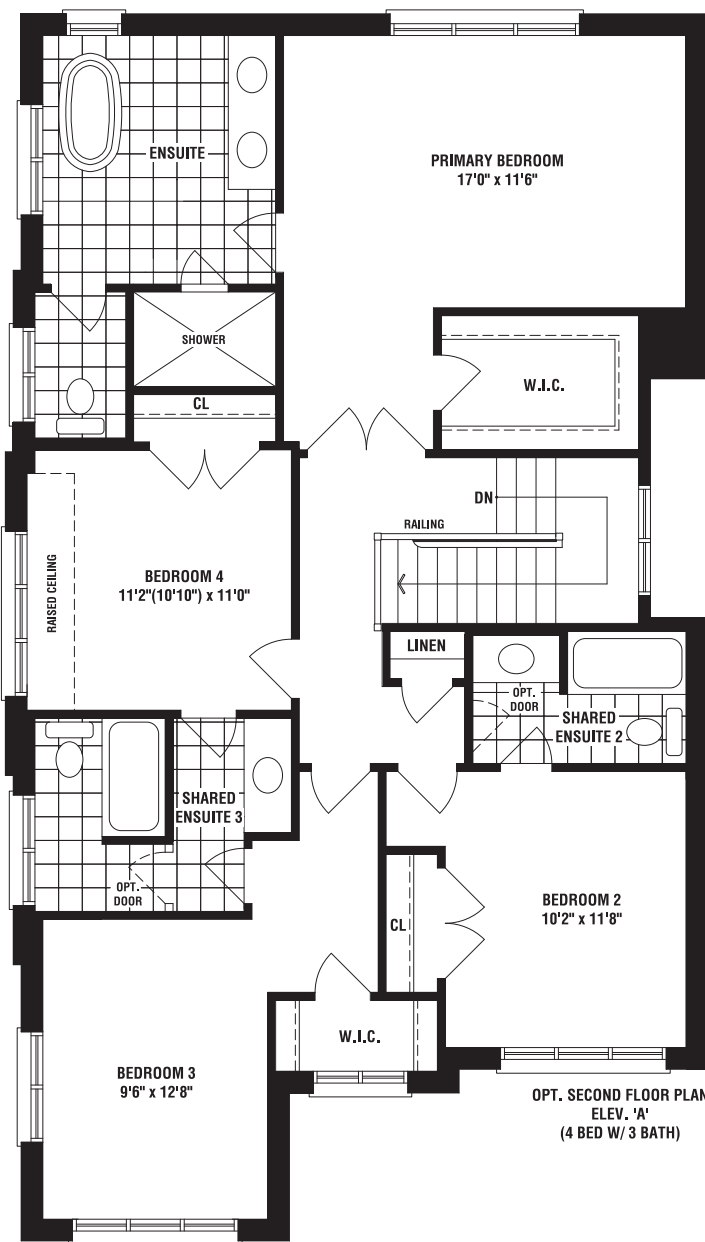 ENSUITE
PRIMARY BEDROOM
17'0" x 11'6"
SHOWER
W.I.C.
CL
DN
RAILING
RAISED CEILING
BEDROOM 4
11'2"(10'10") x 11'0"
LINEN
OPT.
DOOR
SHARED
ENSUITE 2
SHARED
ENSUITE 3
OPT.
DOOR
BEDROOM 2
10'2" x 11'8"
CL
W.I.C.
BEDROOM 3
9'6" x 12'8"
OPT. SECOND FLOOR PLAN
ELEV. 'A'
(4 BED W/ 3 BATH)